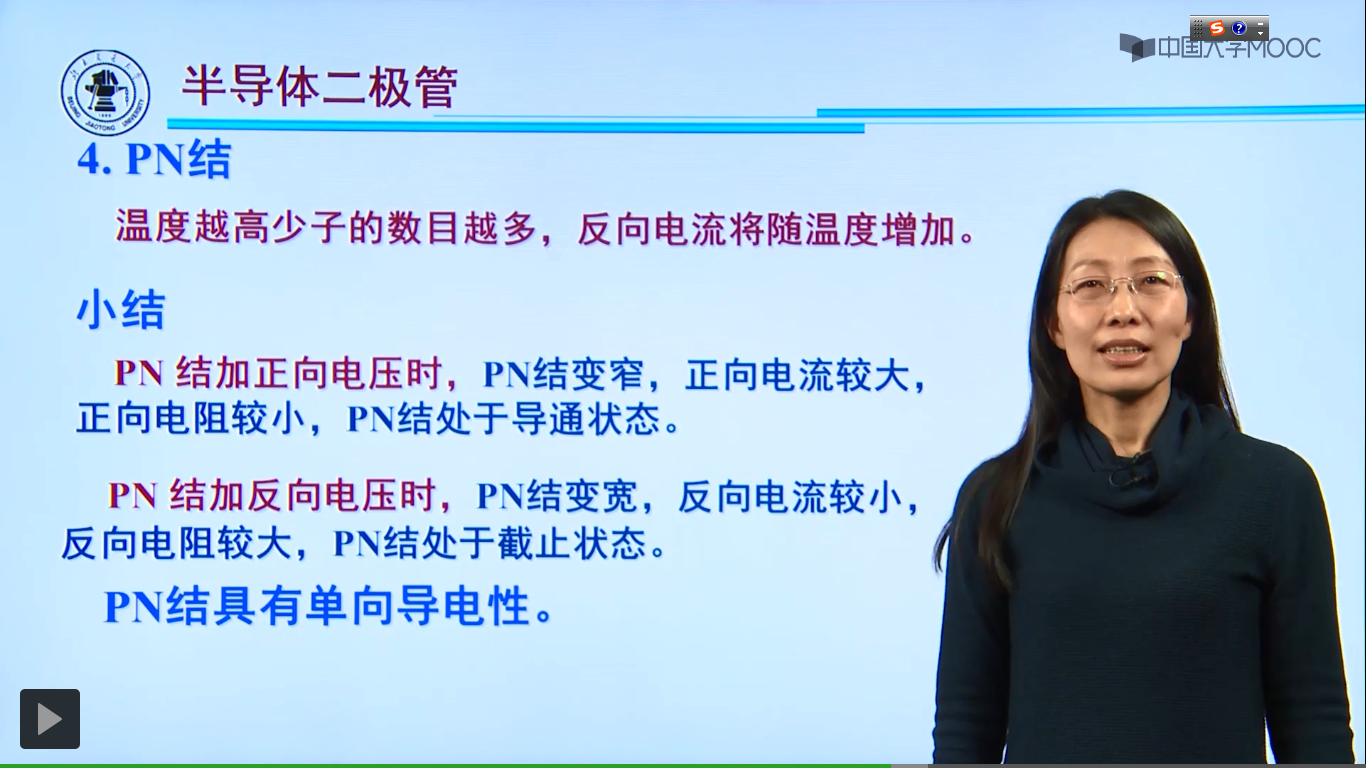 中国大学MOOC
半导体二极管
BEIJING JIAOTONG UNIVERSITY
4. PN结
温度越高少子的数目越多，反向电流将随温度增加。
小结
PN 结加正向电压时，PN结变窄，正向电流较大，
正向电阻较小，PN结处于导通状态。
PN 结加反向电压时，PN结变宽，反向电流较小，
反向电阻较大，PN结处于截止状态。
PN结具有单向导电性。